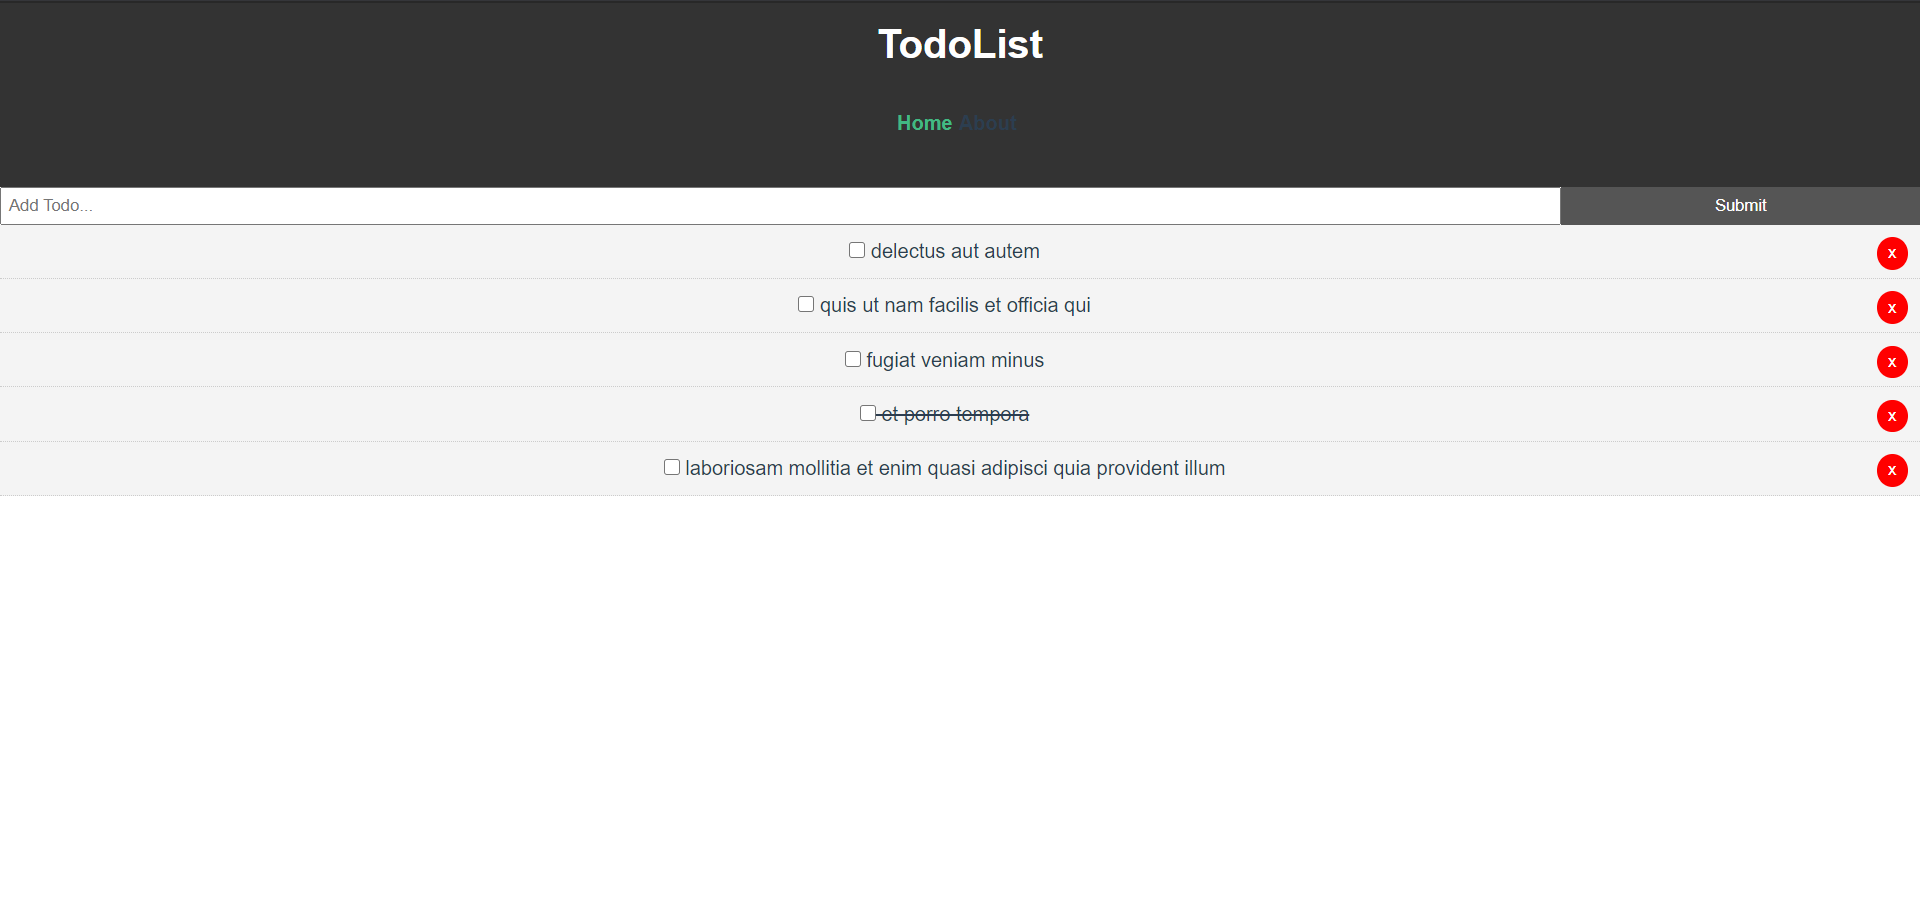 TodoList
Home About
Add Todo... Submit
delectus aut autem x
quis ut nam facilis et officia qui x
fugiat veniam minus x
et porro tempora x
laboriosam mollitia et enim quasi adipisci quia provident illum x